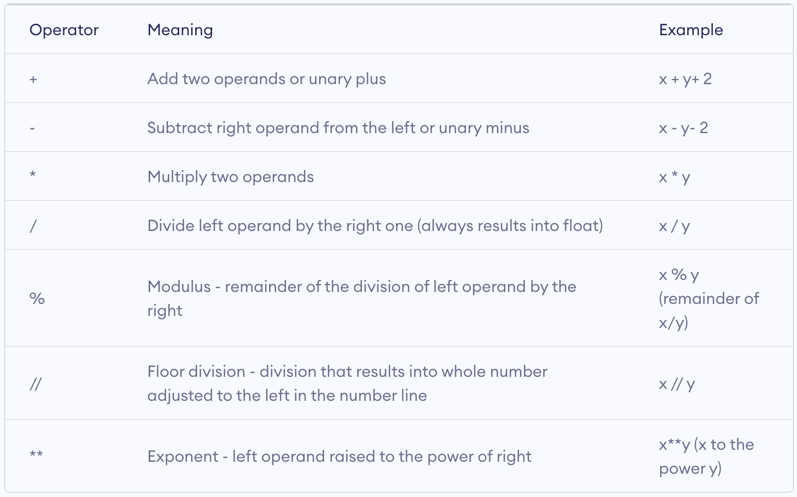 Operator Meaning Example
+ Add two operands or unary plus x + y+ 2
- Subtract right operand from the left or unary minus x - y- 2
* Multiply two operands x * y
/ Divide left operand by the right one (always results into float) x / y
% Modulus - remainder of the division of left operand by the
right
x % y
(remainder of
x/y)
// Floor division - division that results into whole number
adjusted to the left in the number line
x // y
** Exponent - left operand raised to the power of right
x**y (x to the
power y)